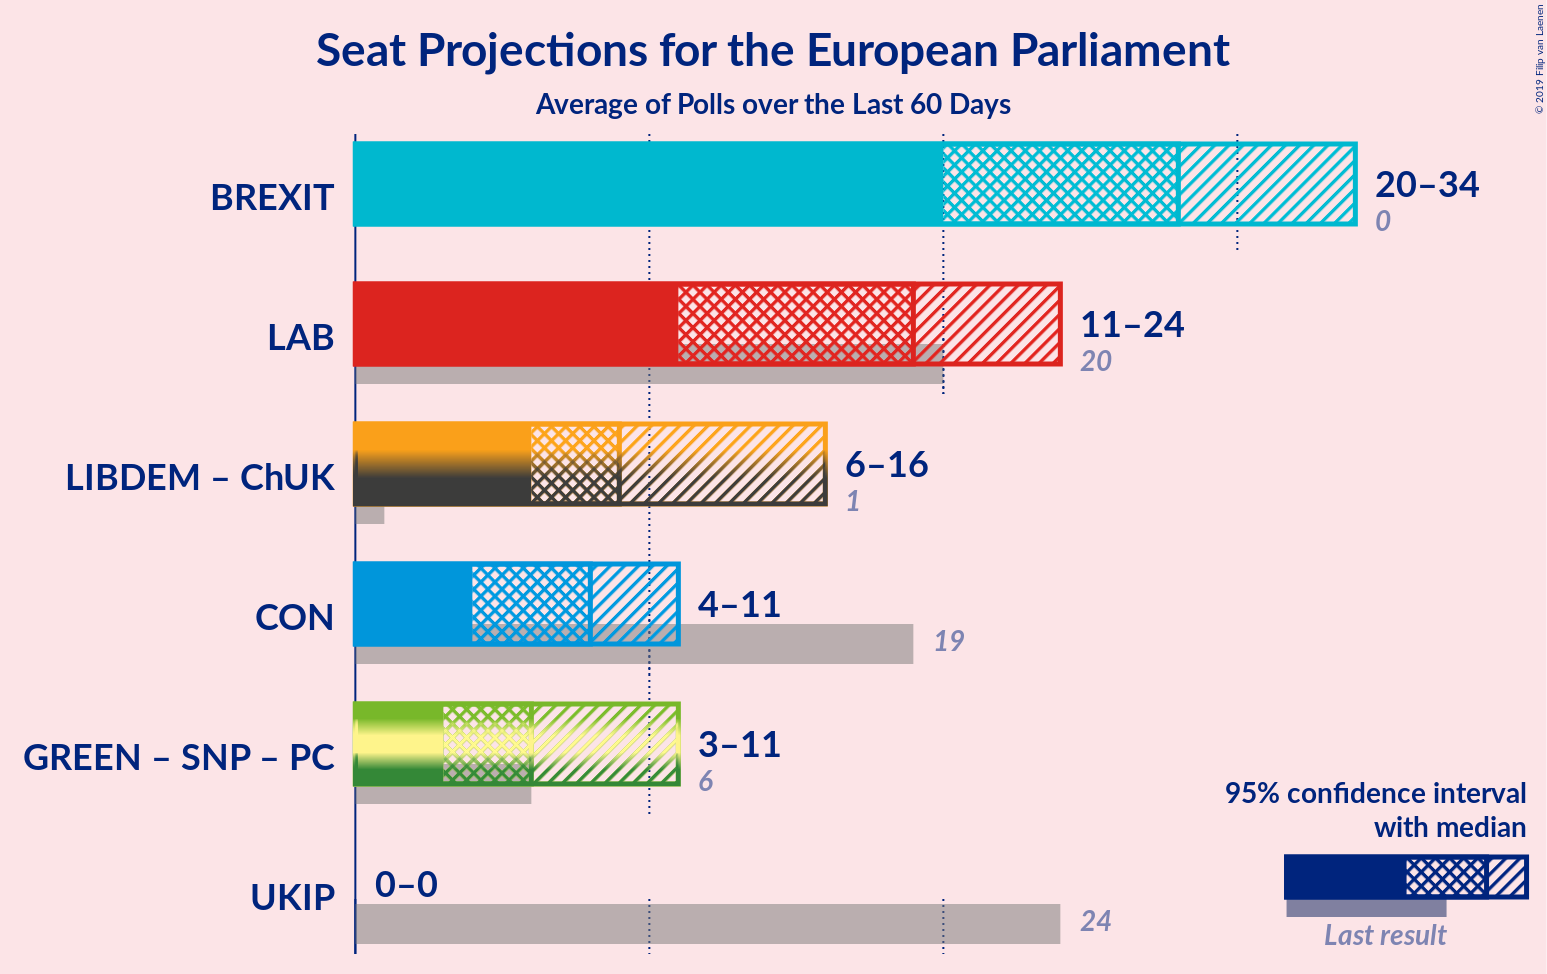 Seat Projections for the European Parliament
Average of Polls over the Last 60 Days
© 2019 Filip van Laenen
BREXIT
20–34
0
LAB
11–24
20
LIBDEM – ChUK
6–16
1
CON
4–11
19
GREEN – SNP – PC
3–11
6
UKIP
0–0
24
95% confidence interval
with median
Last result